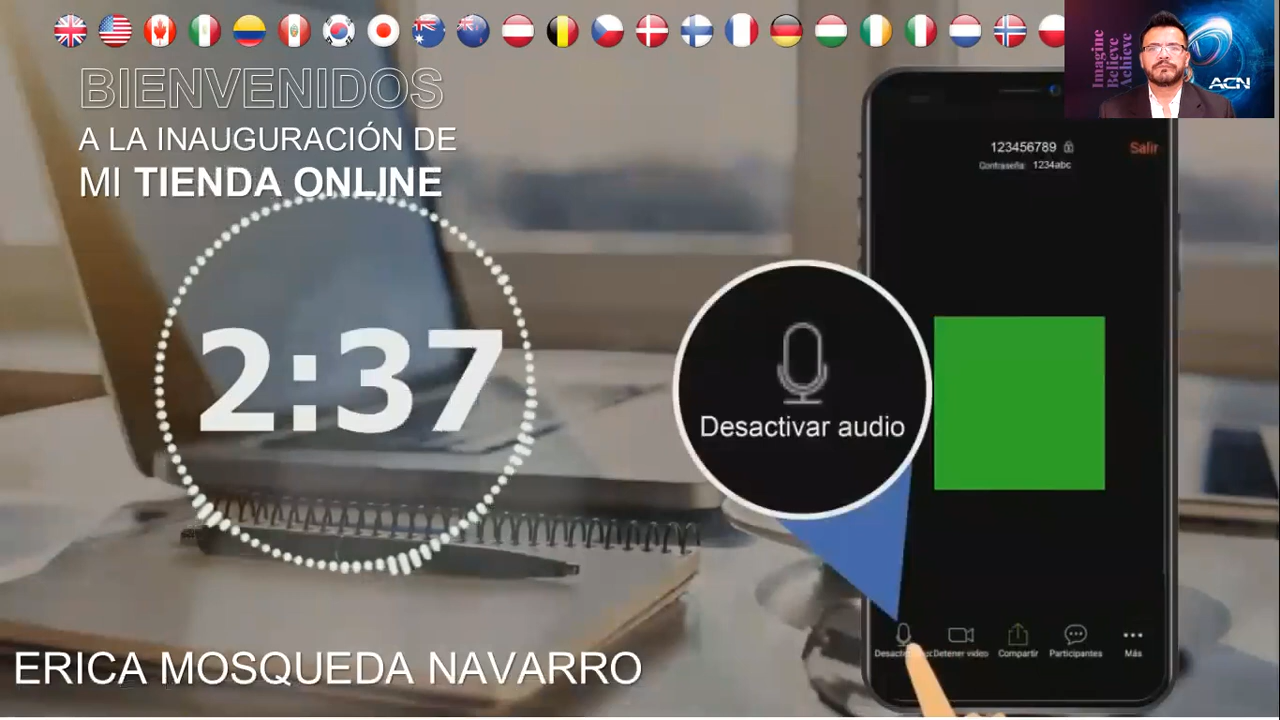 BIENVENIDOS
A LA INAUGURACIÓN DE
MI TIENDA ONLINE
2:37
ERICA MOSQUEDA NAVARRO
Imagine
Believe
Achieve
ACN
123456789
Salir
Contraseña: 1234abc
Desactivar audio
Detener video
Compartir
Participantes
Más